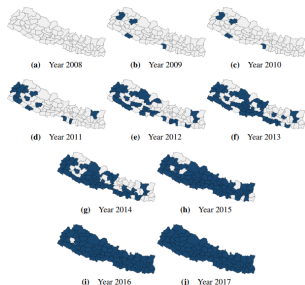 (a) Year 2008
(b) Year 2009
(c) Year 2010
(d) Year 2011
(e) Year 2012
(f) Year 2013
(g) Year 2014
(h) Year 2015
(i) Year 2016
(j) Year 2017